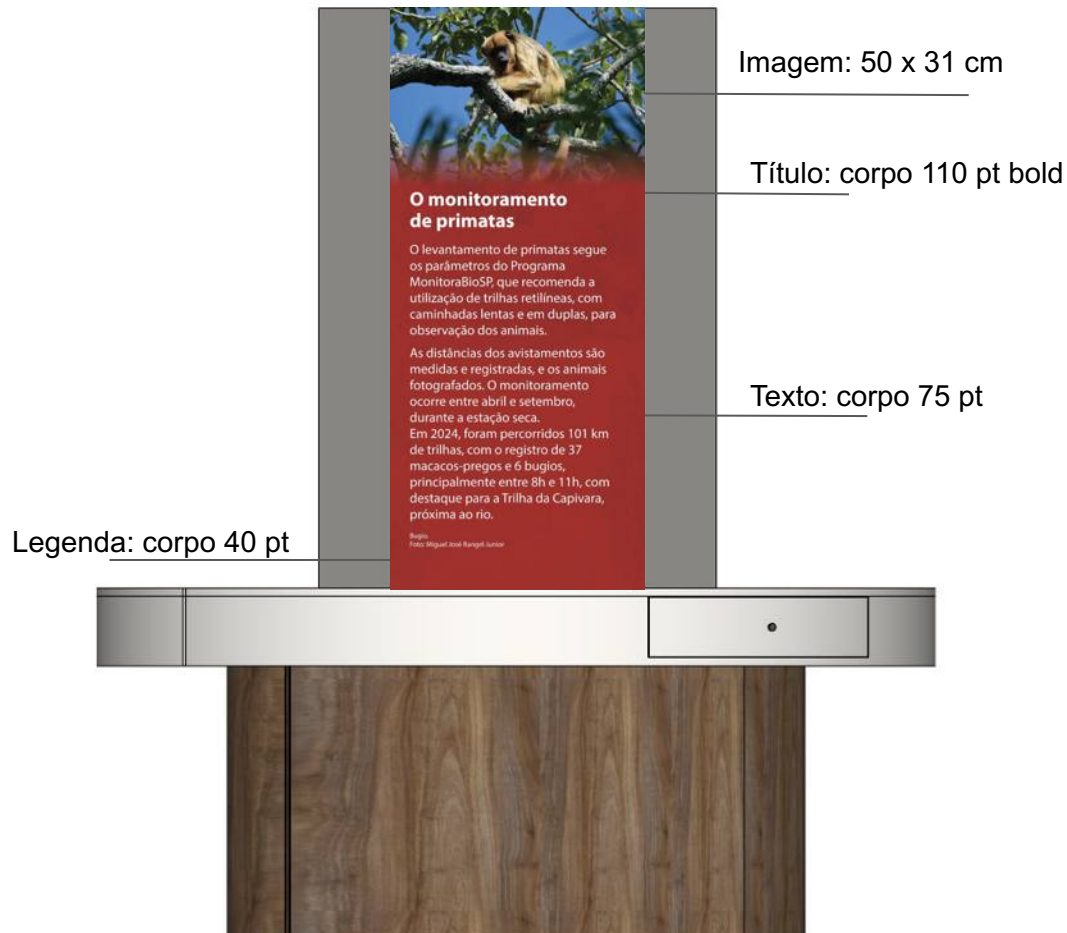 Imagem: 50 x 31 cm
Título: corpo 110 pt bold
O monitoramento
de primatas
O levantamento de primatas segue
os parâmetros do Programa
MonitoraBioSP, que recomenda a
utilização de trilhas retilíneas, com
caminhadas lentas e em duplas, para
observação dos animais.
As distâncias dos avistamentos são
medidas e registradas, e os animais
fotografados. O monitoramento
ocorre entre abril e setembro,
durante a estação seca.
Em 2024, foram percorridos 101 km
de trilhas, com o registro de 37
macacos-pregos e 6 bugios,
principalmente entre 8h e 11h, com
destaque para a Trilha da Capivara,
próxima ao rio.
Texto: corpo 75 pt
Bugio.
Foto: Miguel José Rangel Junior
Legenda: corpo 40 pt